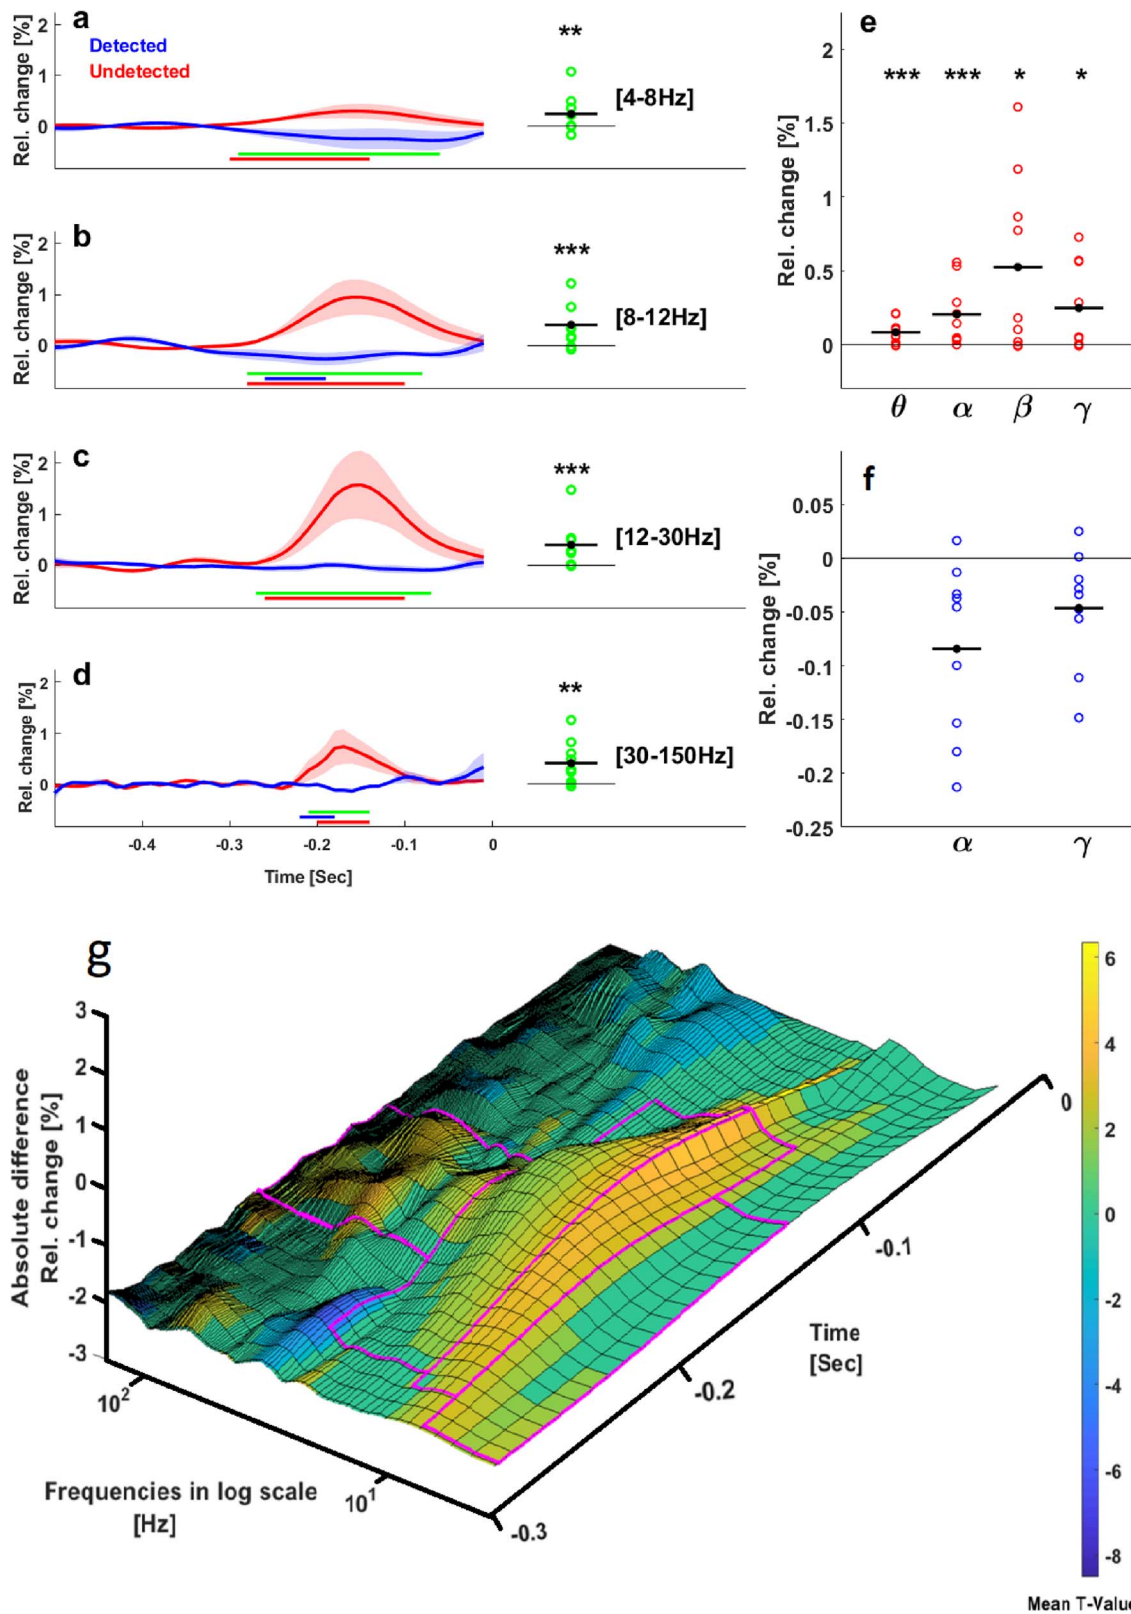 a
Rel. change [%]
2
1
0
Detected
Undetected
**
[4-8Hz]
b
Rel. change [%]
2
1
0
***
[8-12Hz]
c
Rel. change [%]
2
1
0
***
[12-30Hz]
d
Rel. change [%]
2
1
0
**
[30-150Hz]
-0.4 -0.3 -0.2 -0.1 0
Time [Sec]
e
Rel. change [%]
2
1.5
1
0.5
0
*** *** * *
θ α β γ
f
Rel. change [%]
0.05
0
-0.05
-0.1
-0.15
-0.2
-0.25
α γ
g
Absolute difference
Rel. change [%]
3
2
1
0
-1
-2
-3
10²
10¹
Frequencies in log scale
[Hz]
-0.3
-0.2
-0.1
0
Time
[Sec]
6
4
2
0
-2
-4
-6
-8
Mean T-Value